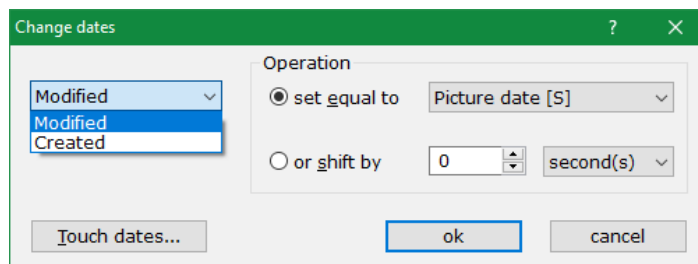 Change dates ? ×
Operation
Modified
set equal to Picture date [S]
Modified
Created
or shift by 0 second(s)
Touch dates... ok cancel